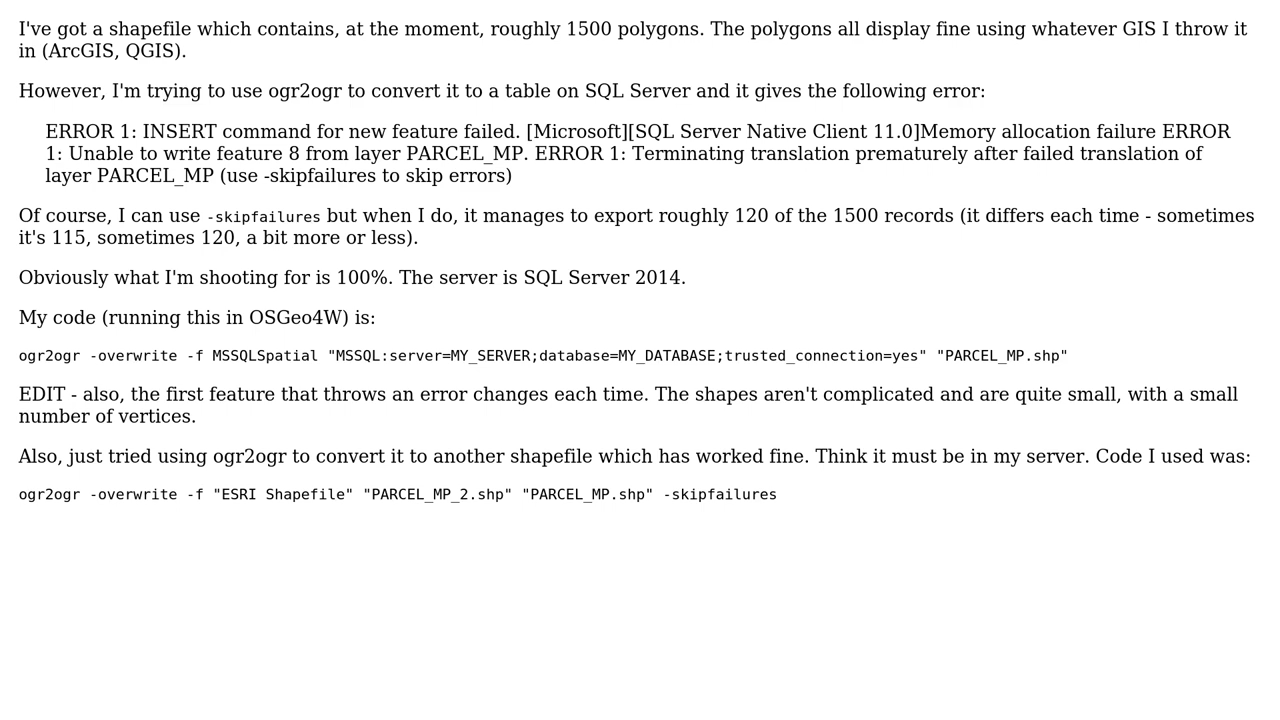 I've got a shapefile which contains, at the moment, roughly 1500 polygons. The polygons all display fine using whatever GIS I throw it
in (ArcGIS, QGIS).
However, I'm trying to use ogr2ogr to convert it to a table on SQL Server and it gives the following error:
ERROR 1: INSERT command for new feature failed. [Microsoft][SQL Server Native Client 11.0]Memory allocation failure ERROR
1: Unable to write feature 8 from layer PARCEL_MP. ERROR 1: Terminating translation prematurely after failed translation of
layer PARCEL_MP (use -skipfailures to skip errors)
Of course, I can use -skipfailures but when I do, it manages to export roughly 120 of the 1500 records (it differs each time - sometimes
it's 115, sometimes 120, a bit more or less).
Obviously what I'm shooting for is 100%. The server is SQL Server 2014.
My code (running this in OSGeo4W) is:
ogr2ogr -overwrite -f MSSQLSpatial "MSSQL:server=MY_SERVER;database=MY_DATABASE;trusted_connection=yes" "PARCEL_MP.shp"
EDIT - also, the first feature that throws an error changes each time. The shapes aren't complicated and are quite small, with a small
number of vertices.
Also, just tried using ogr2ogr to convert it to another shapefile which has worked fine. Think it must be in my server. Code I used was:
ogr2ogr -overwrite -f "ESRI Shapefile" "PARCEL_MP_2.shp" "PARCEL_MP.shp" -skipfailures